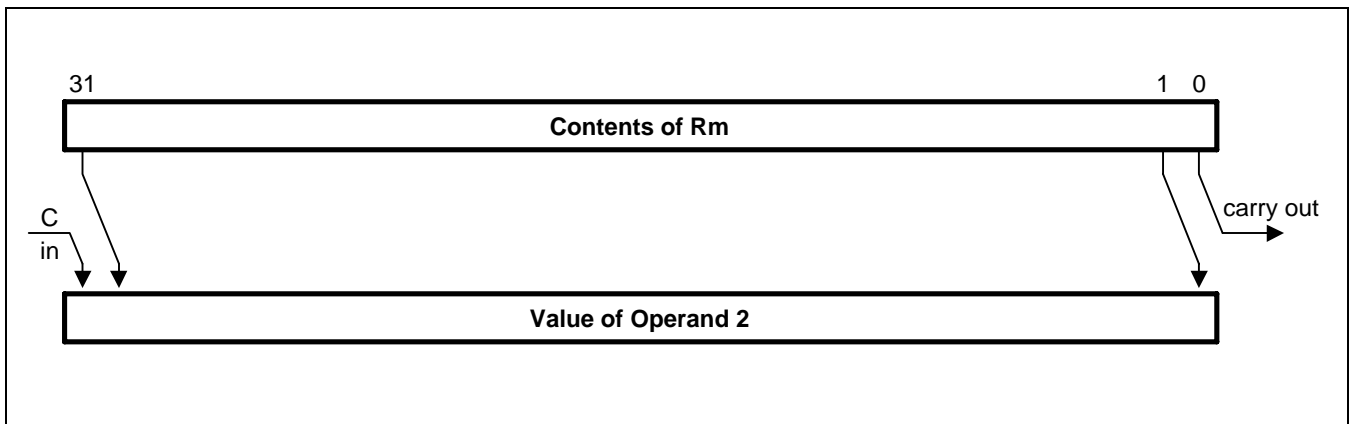 31 1 0
Contents of Rm
C
in
carry out
Value of Operand 2